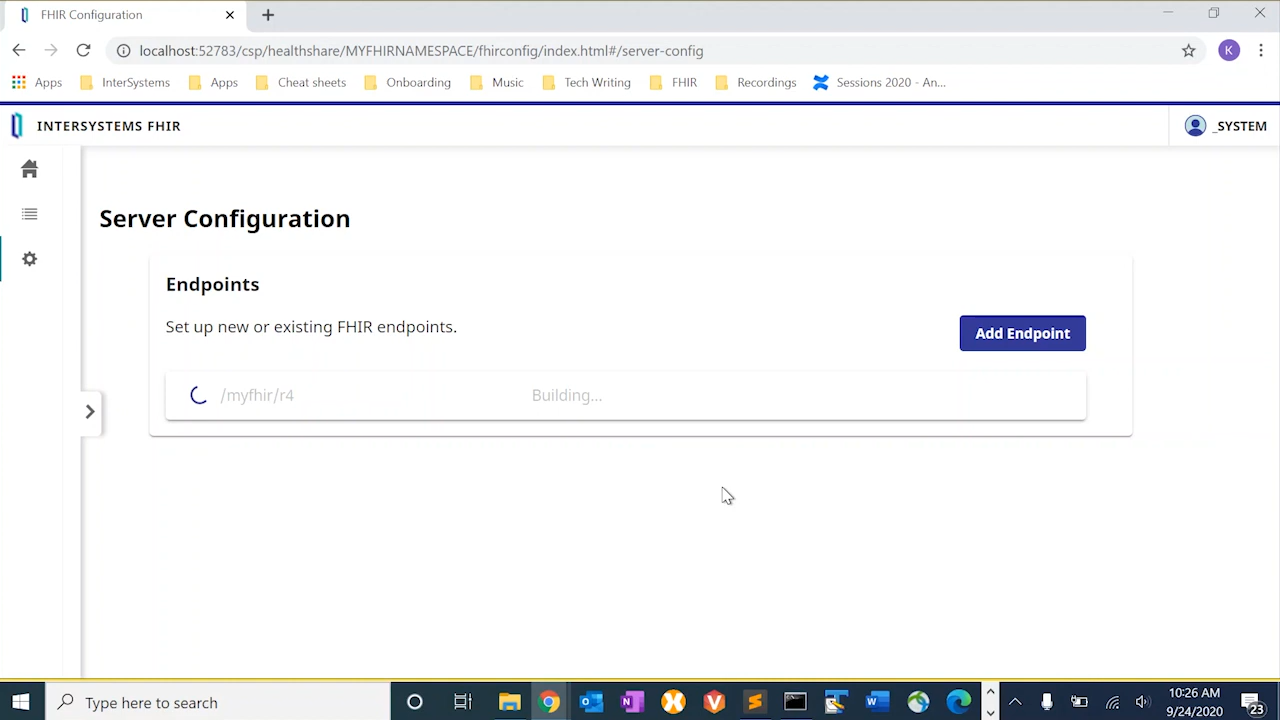 FHIR Configuration
localhost:52783/csp/healthshare/MYFHIRNAMESPACE/fhirconfig/index.html#/server-config
K
Apps InterSystems Apps Cheat sheets Onboarding Music Tech Writing FHIR Recordings Sessions 2020 - An...
INTERSYSTEMS FHIR
_SYSTEM
Server Configuration
Endpoints
Set up new or existing FHIR endpoints.
Add Endpoint
/myfhir/r4 Building...
Type here to search
10:26 AM
9/24/2020
23